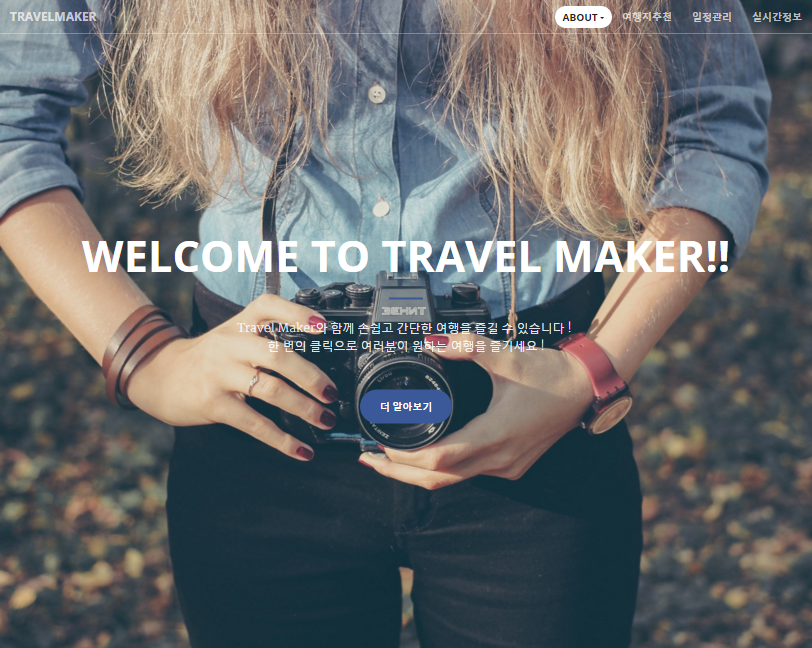 TRAVELMAKER
ABOUT 여행지추천 일정관리 실시간정보
WELCOME TO TRAVEL MAKER!!
Travel Maker와 함께 손쉽고 간단한 여행을 즐길 수 있습니다 !
한 번의 클릭으로 여러분이 원하는 여행을 즐기세요 !
더 알아보기